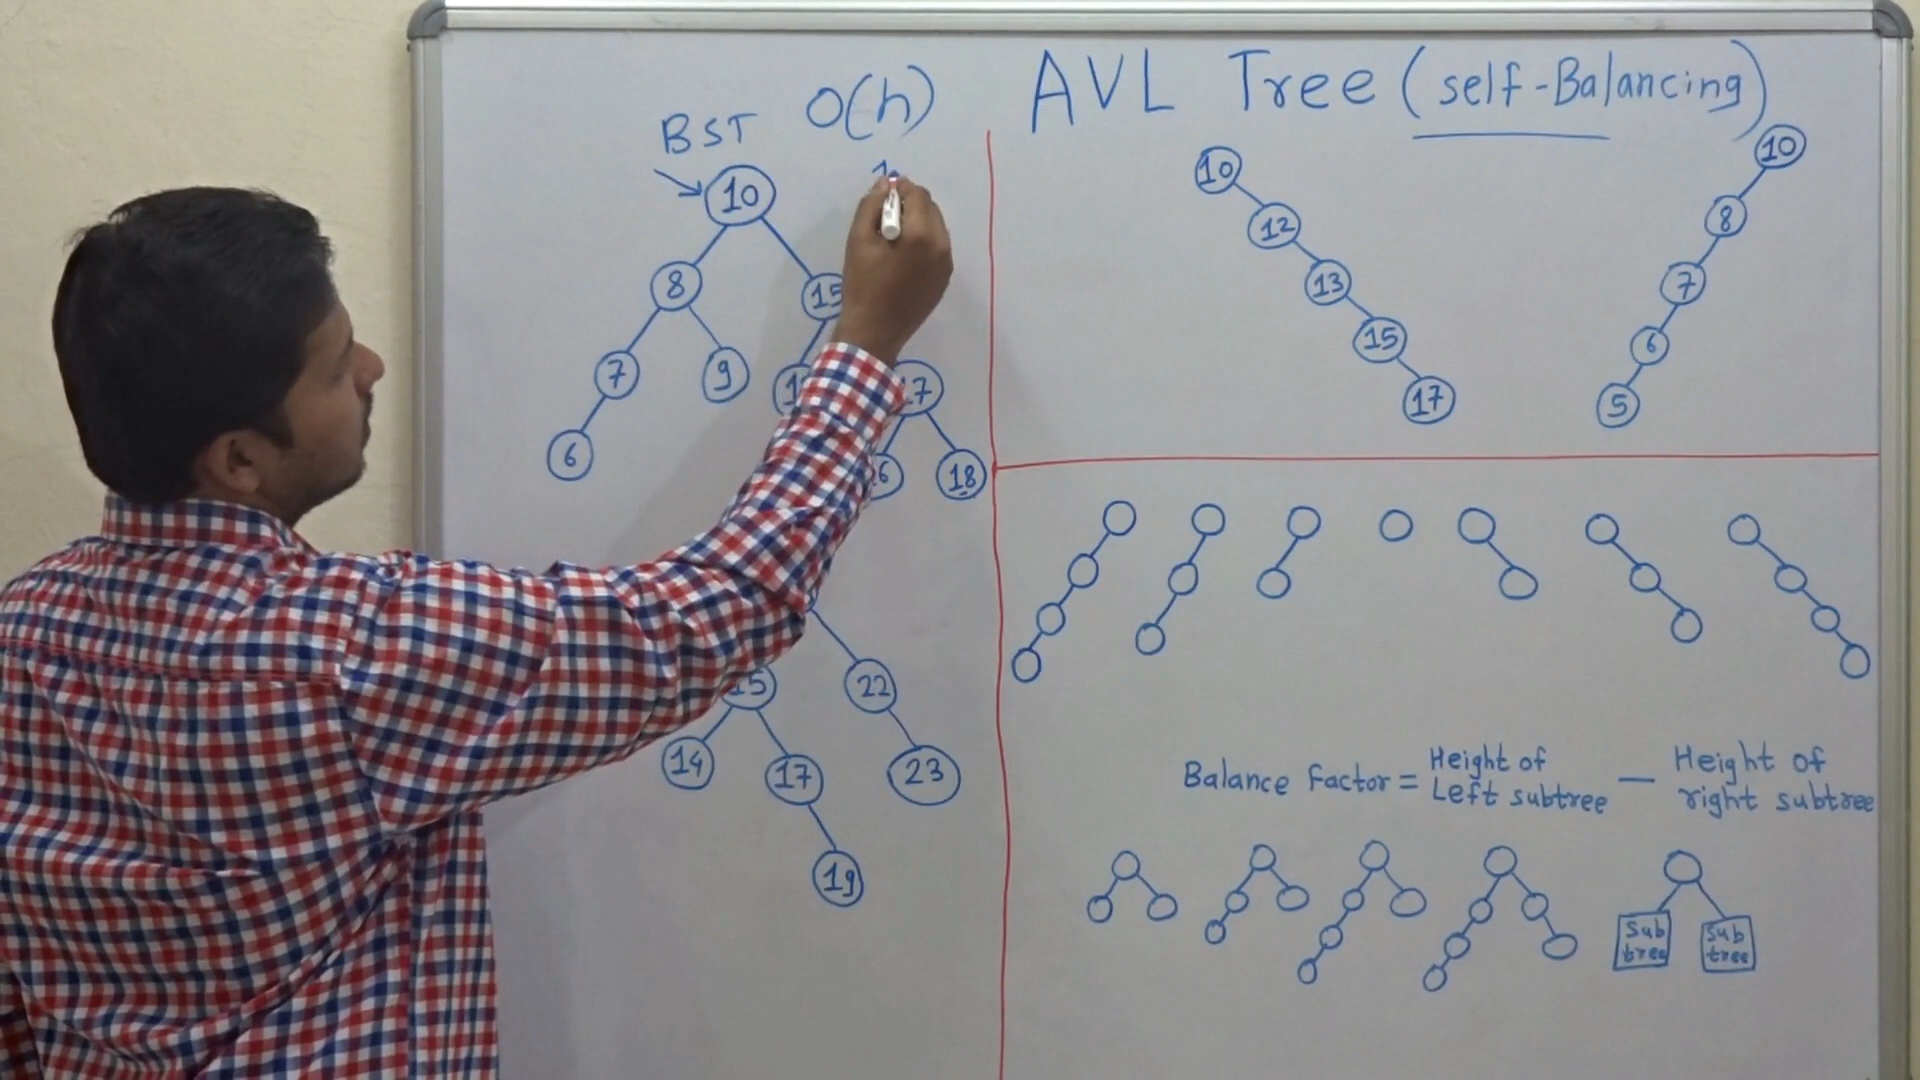 AVL Tree (self-Balancing)
BST O(h)
10
8 15
7 9 17
6 18
15 22
14 17 23
19
10
12
13
15
17
10
8
7
6
5
Balance Factor = Height of Left subtree - Height of right subtree
Sub tree
Sub tree